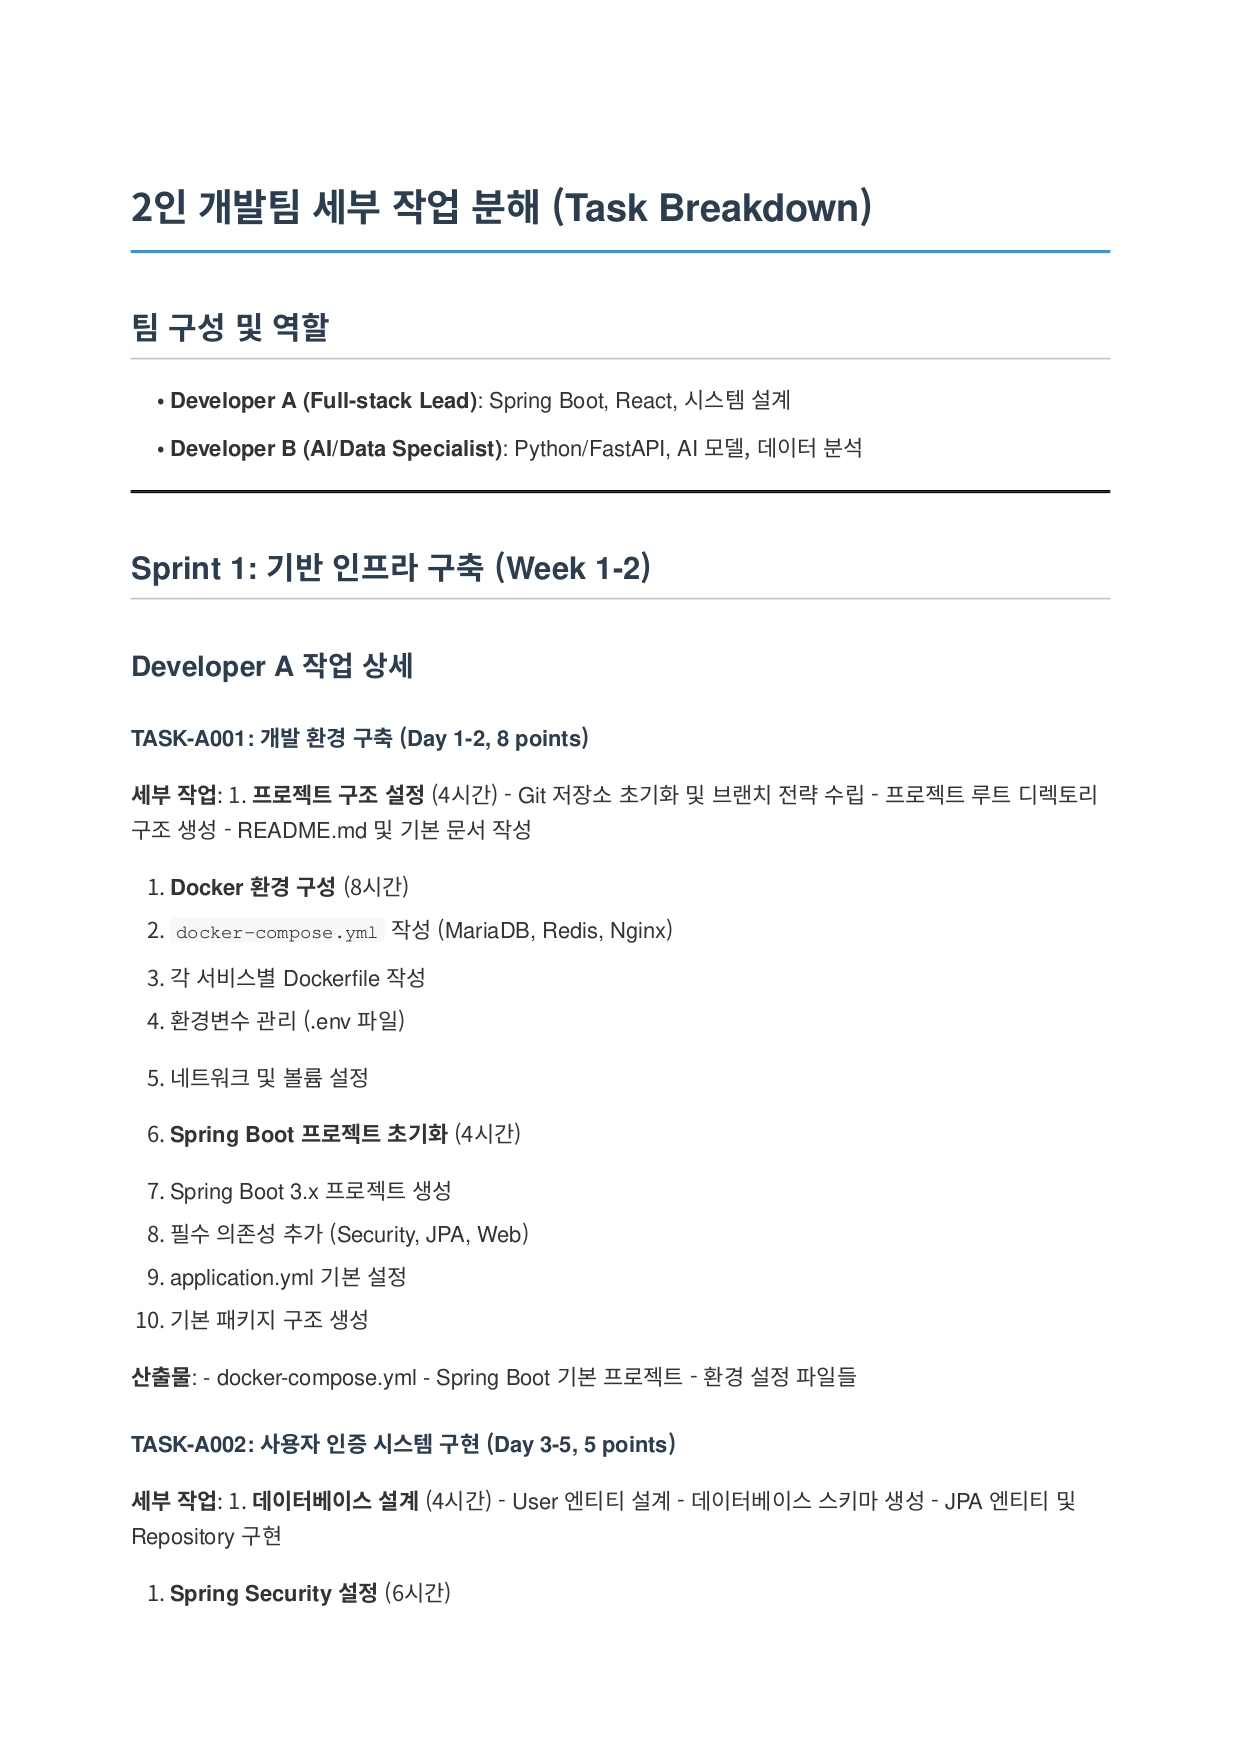 2인 개발팀 세부 작업 분해 (Task Breakdown)
팀 구성 및 역할
• Developer A (Full-stack Lead): Spring Boot, React, 시스템 설계
• Developer B (AI/Data Specialist): Python/FastAPI, AI 모델, 데이터 분석
Sprint 1: 기반 인프라 구축 (Week 1-2)
Developer A 작업 상세
TASK-A001: 개발 환경 구축 (Day 1-2, 8 points)
세부 작업: 1. 프로젝트 구조 설정 (4시간) - Git 저장소 초기화 및 브랜치 전략 수립 - 프로젝트 루트 디렉토리
구조 생성 - README.md 및 기본 문서 작성
1. Docker 환경 구성 (8시간)
2. docker-compose.yml 작성 (MariaDB, Redis, Nginx)
3. 각 서비스별 Dockerfile 작성
4. 환경변수 관리 (.env 파일)
5. 네트워크 및 볼륨 설정
6. Spring Boot 프로젝트 초기화 (4시간)
7. Spring Boot 3.x 프로젝트 생성
8. 필수 의존성 추가 (Security, JPA, Web)
9. application.yml 기본 설정
10. 기본 패키지 구조 생성
산출물: - docker-compose.yml - Spring Boot 기본 프로젝트 - 환경 설정 파일들
TASK-A002: 사용자 인증 시스템 구현 (Day 3-5, 5 points)
세부 작업: 1. 데이터베이스 설계 (4시간) - User 엔티티 설계 - 데이터베이스 스키마 생성 - JPA 엔티티 및
Repository 구현
1. Spring Security 설정 (6시간)